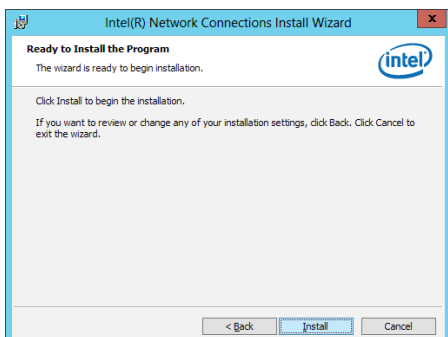 Intel(R) Network Connections Install Wizard
x
Ready to Install the Program
The wizard is ready to begin installation.
intel
Click Install to begin the installation.
If you want to review or change any of your installation settings, click Back. Click Cancel to
exit the wizard.
< Back
Install
Cancel